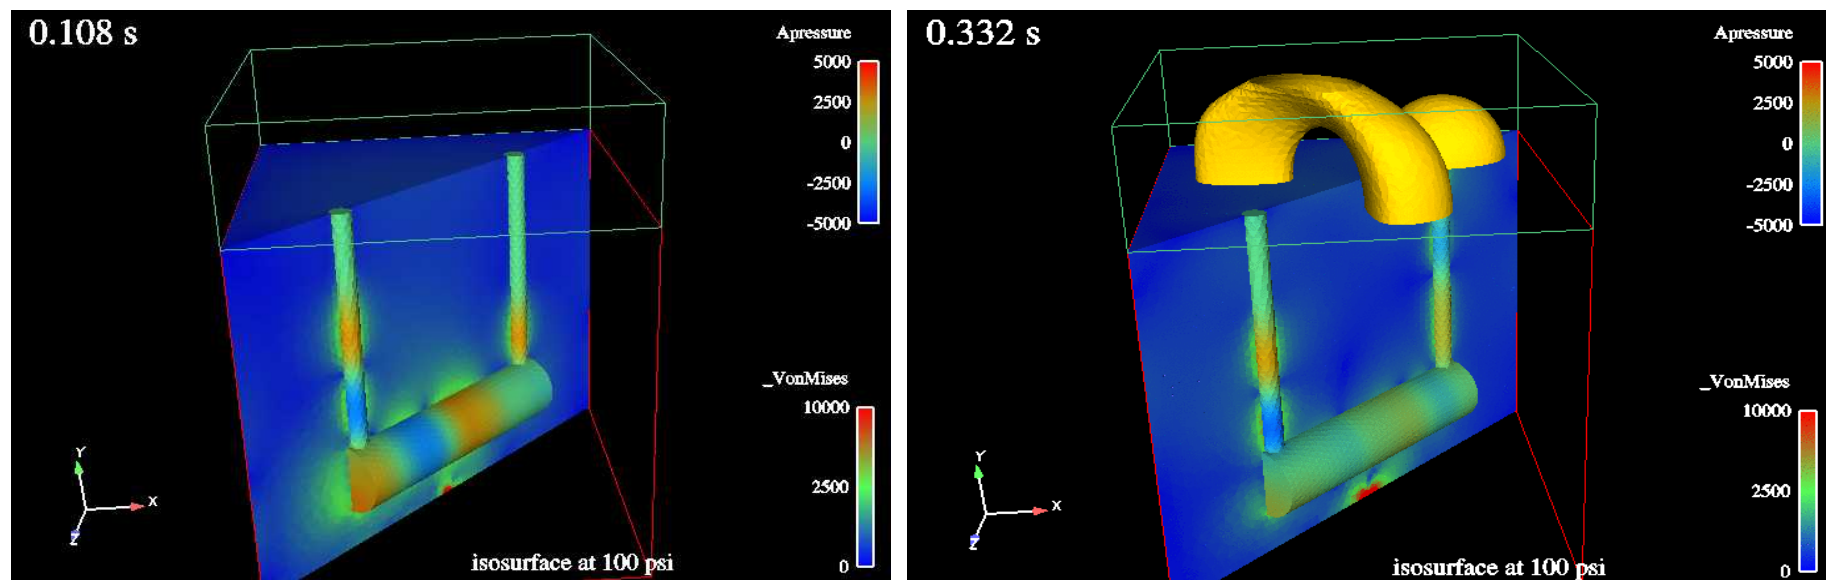 0.108 s
Apressure
5000
2500
0
-2500
-5000
_VonMises
10000
2500
0
Y
X
Z
isosurface at 100 psi
0.332 s
Apressure
5000
2500
0
-2500
-5000
_VonMises
10000
2500
0
Y
X
Z
isosurface at 100 psi